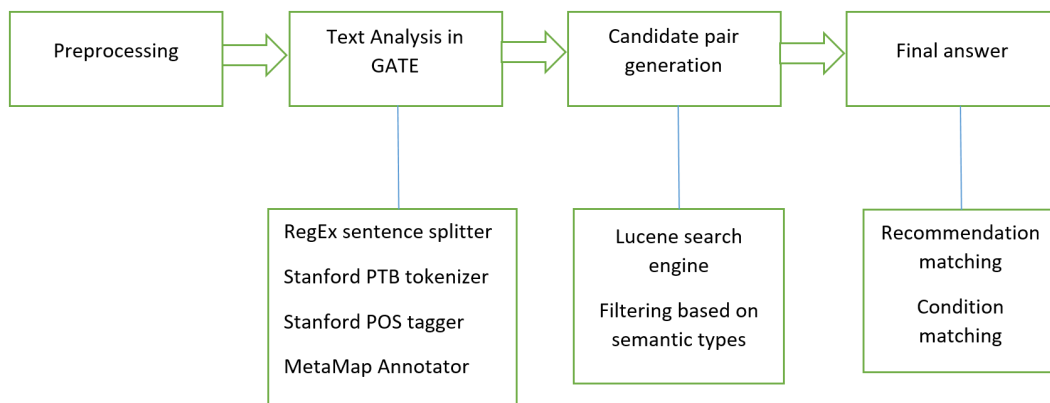 Preprocessing
Text Analysis in
GATE
Candidate pair
generation
Final answer
RegEx sentence splitter
Stanford PTB tokenizer
Stanford POS tagger
MetaMap Annotator
Lucene search
engine
Filtering based on
semantic types
Recommendation
matching
Condition
matching